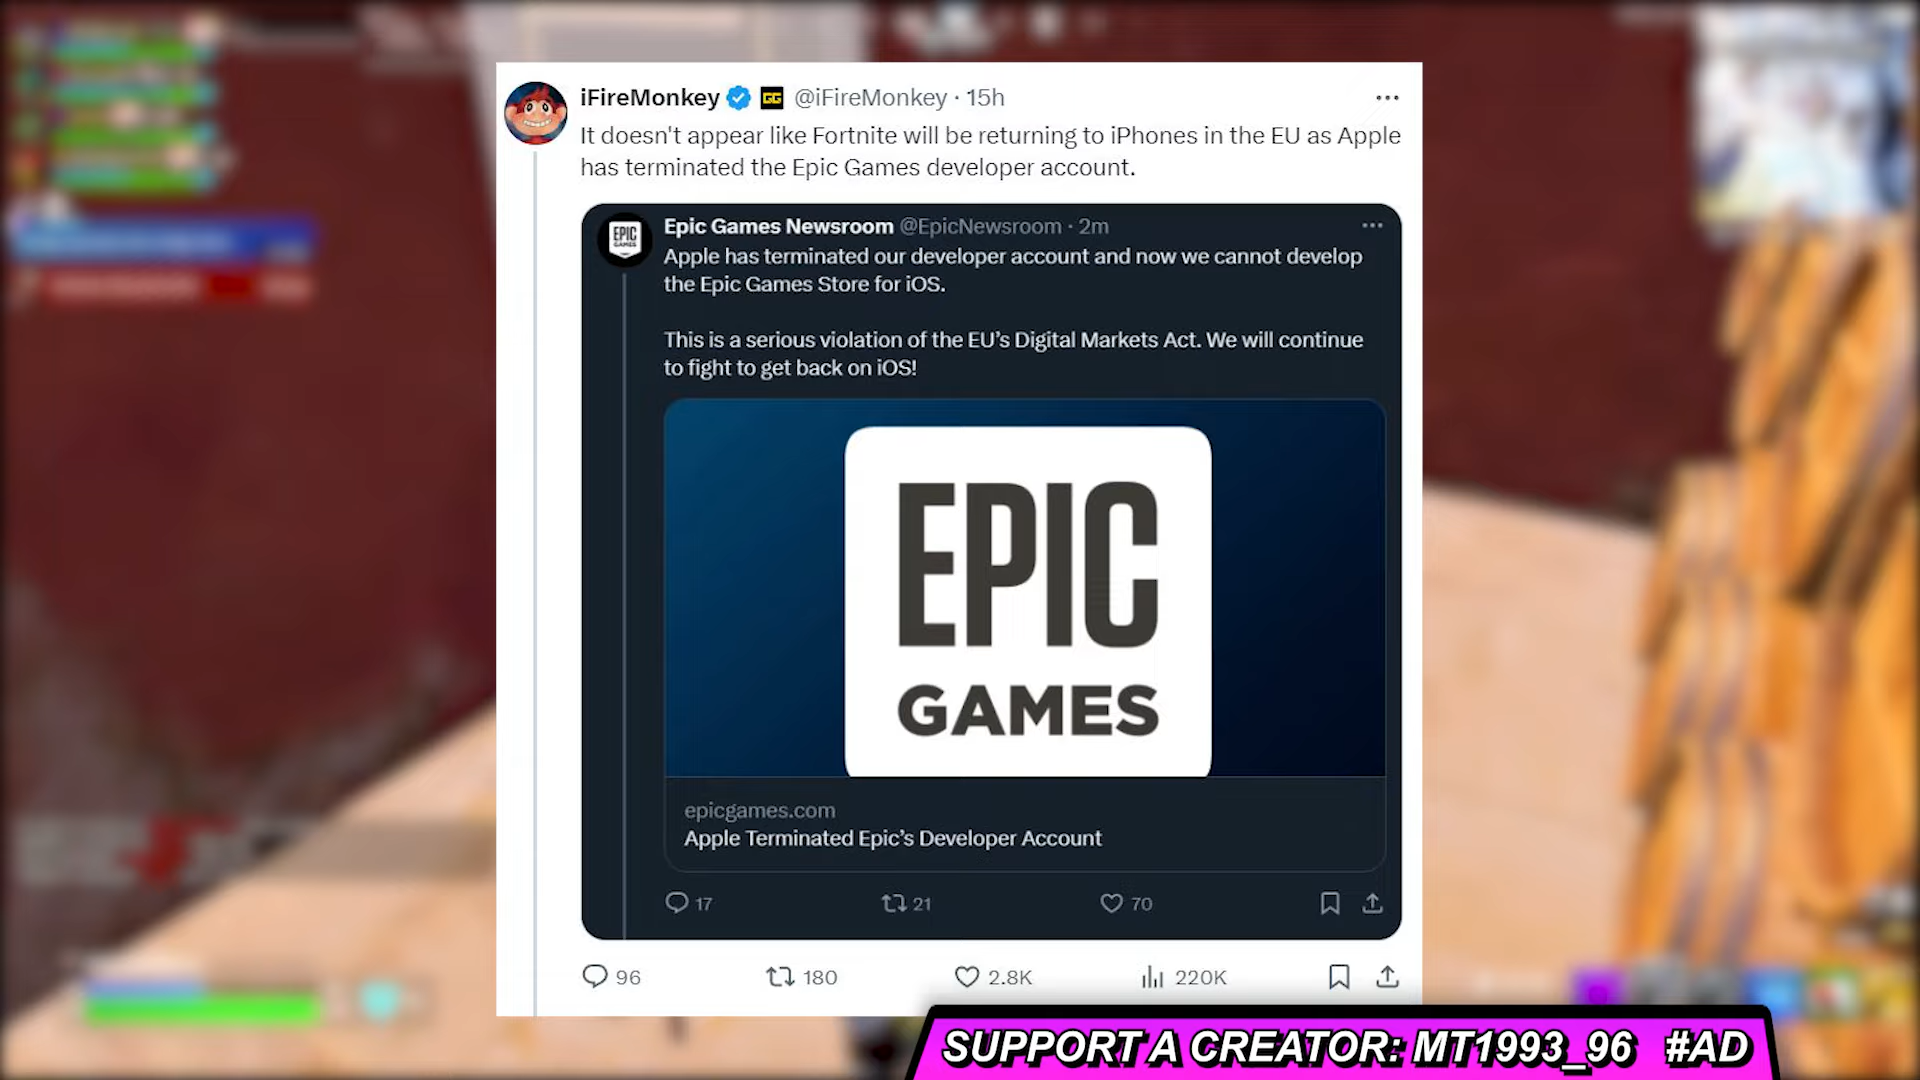 iFireMonkey GG @iFireMonkey · 15h
It doesn't appear like Fortnite will be returning to iPhones in the EU as Apple
has terminated the Epic Games developer account.
EPIC
GAMES
Epic Games Newsroom @EpicNewsroom · 2m
Apple has terminated our developer account and now we cannot develop
the Epic Games Store for iOS.
This is a serious violation of the EU’s Digital Markets Act. We will continue
to fight to get back on iOS!
EPIC
GAMES
epicgames.com
Apple Terminated Epic’s Developer Account
17 21 70
96 180 2.8K 220K
SUPPORT A CREATOR: MT1993_96 #AD